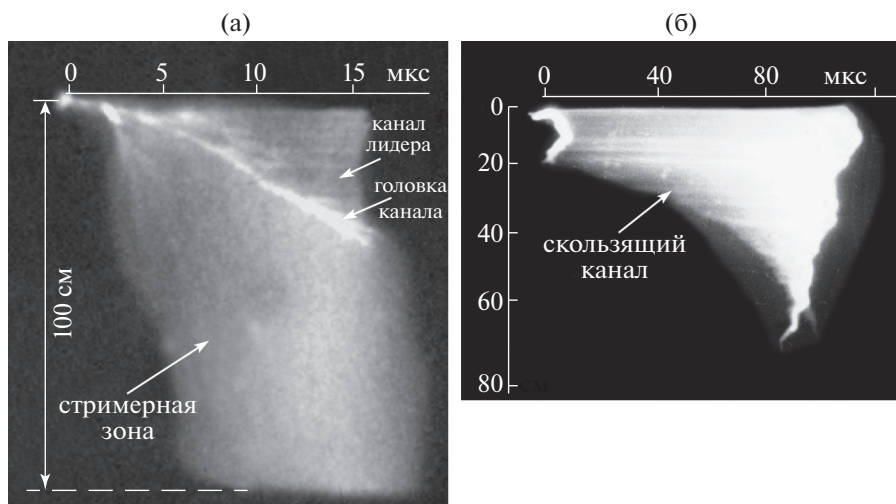 (а)
0 5 10 15 мкс
канал
лидера
головка
канала
100 см
стримерная
зона
(б)
0 40 80 мкс
0
20
40
60
80
см
скользящий
канал